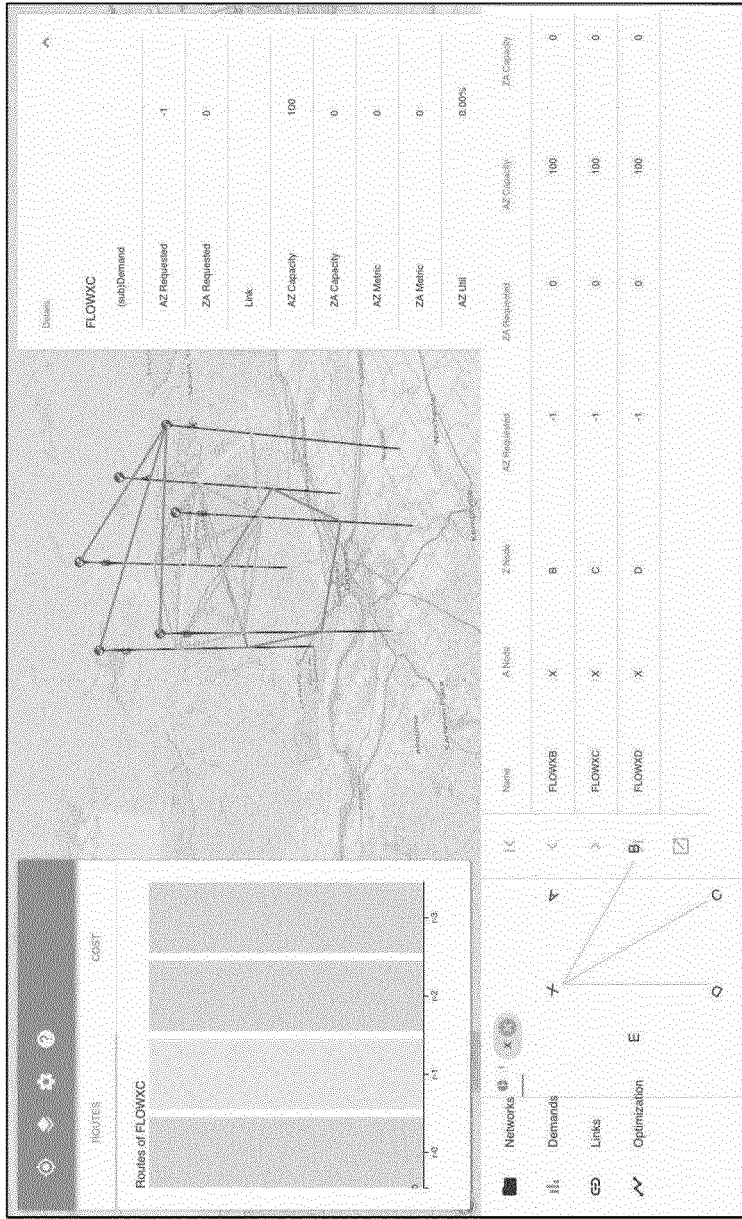 ROUTES COST
Routes of FLOWXC
0
r-0 r-1 r-2 r-3
Details
FLOWXC
(sub)Demand
AZ Requested -1
ZA Requested 0
Link
AZ Capacity 100
ZA Capacity 0
AZ Metric 0
ZA Metric 0
AZ Util 0.00%
Networks 1 X
Demands
Links
Optimization
X A
E B
D C
Name A Node Z Node AZ Requested ZA Requested AZ Capacity ZA Capacity
FLOWXB X B -1 0 100 0
FLOWXC X C -1 0 100 0
FLOWXD X D -1 0 100 0